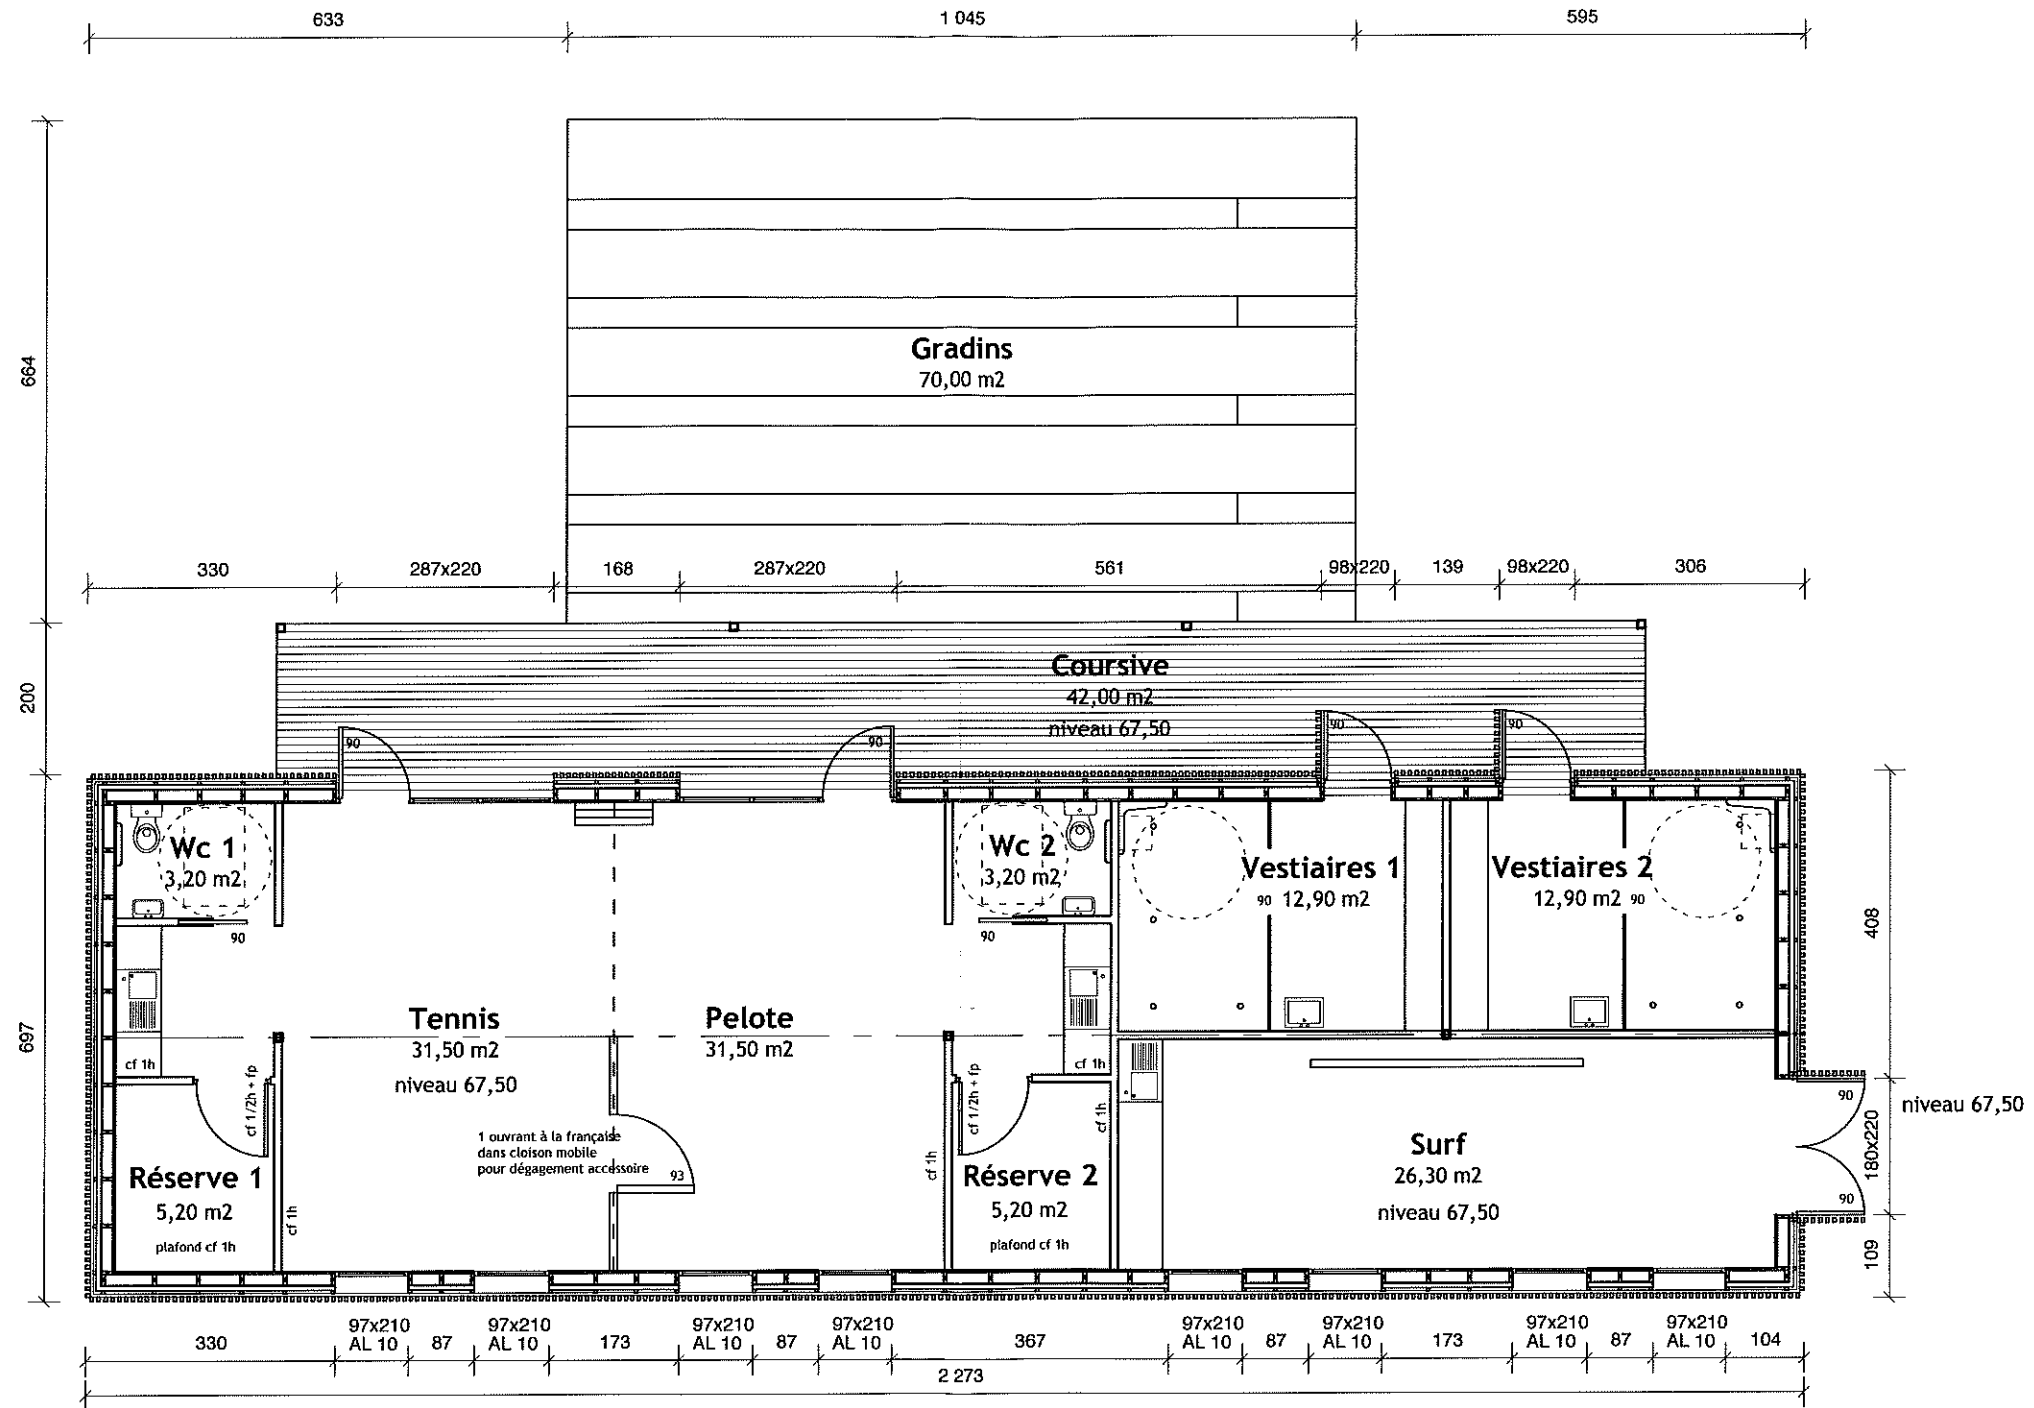 633
1 045
595
664
Gradins
70,00 m2
330
287x220
168
287x220
561
98x220
139
98x220
306
200
Coursive
42,00 m2
niveau 67,50
90
90
90
90
Wc 1
3,20 m2
90
Wc 2
3,20 m2
90
Vestiaires 1
90 12,90 m2
Vestiaires 2
12,90 m2 90
408
697
Tennis
31,50 m2
niveau 67,50
Pelote
31,50 m2
cf 1h
cf 1/2h + fp
cf 1h
cf 1/2h + fp
cf 1h
1 ouvrant à la française
dans cloison mobile
pour dégagement accessoire
93
cf 1h
Réserve 1
5,20 m2
plafond cf 1h
cf 1h
Réserve 2
5,20 m2
plafond cf 1h
Surf
26,30 m2
niveau 67,50
90
niveau 67,50
180x220
90
109
330
97x210
AL 10
87
97x210
AL 10
173
97x210
AL 10
87
97x210
AL 10
367
97x210
AL 10
87
97x210
AL 10
173
97x210
AL 10
87
97x210
AL 10
104
2 273